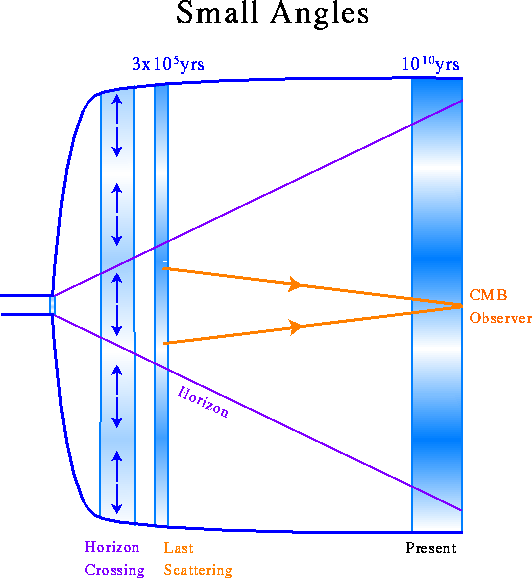 Small Angles
3x10⁵yrs
10¹⁰yrs
CMB
Observer
Horizon
Horizon
Crossing
Last
Scattering
Present